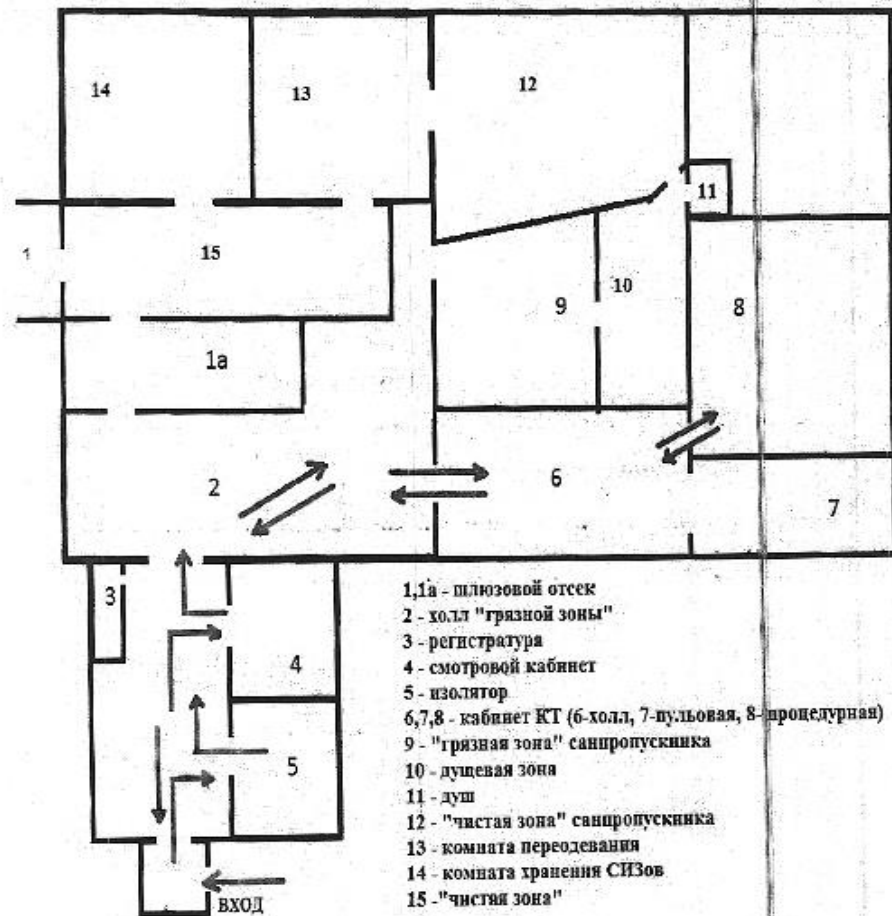 14
13
12
11
1
15
10
9
8
1а
2
6
7
3
4
5
ВХОД
1,1а - шлюзовой отсек
2 - холл "грязной зоны"
3 - регистратура
4 - смотровой кабинет
5 - изолятор
6,7,8 - кабинет КТ (6-холл, 7-пультовая, 8-процедурная)
9 - "грязная зона" санпропускника
10 - душевая зона
11 - душ
12 - "чистая зона" санпропускника
13 - комната переодевания
14 - комната хранения СИЗов
15 -"чистая зона"